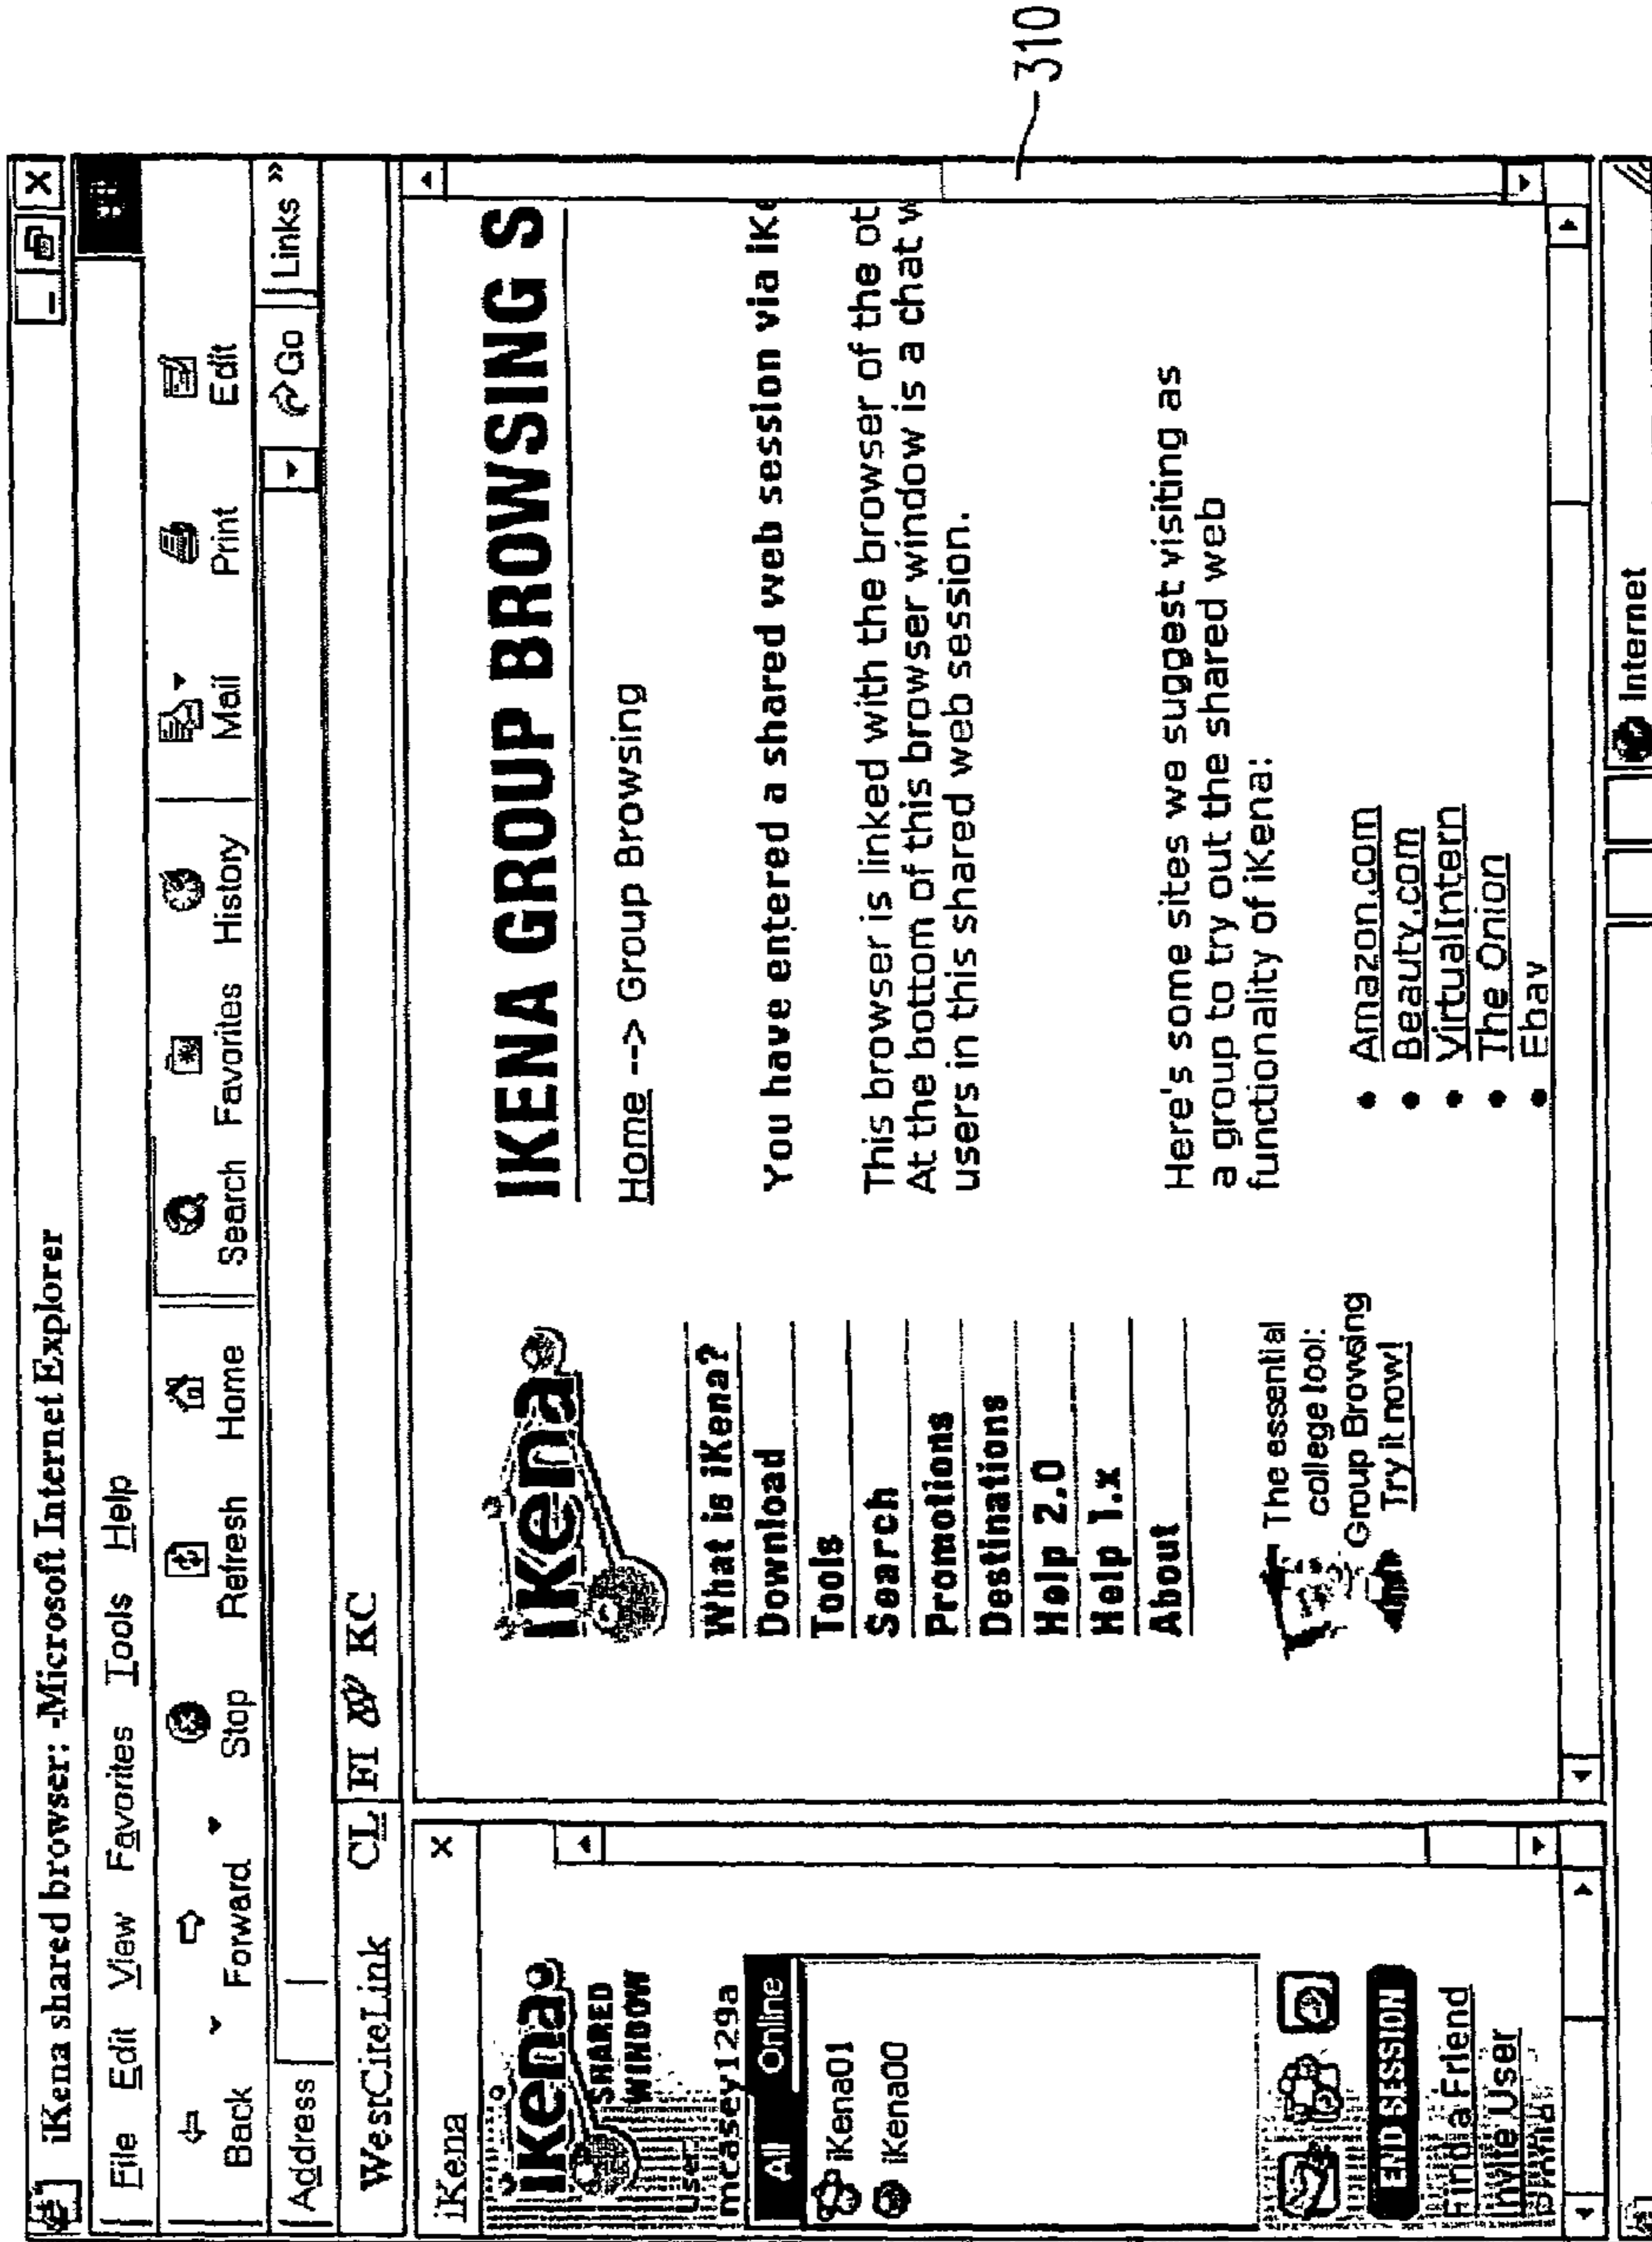 iKena shared browser: -Microsoft Internet Explorer
File Edit View Favorites Tools Help
Back Forward Stop Refresh Home Search Favorites History Mail Print Edit
Address Go Links »
WestCiteLink CL FI KC
iKena X
iKena
SHARED
WINDOW
User:
mcasey129a
All Online
iKena01
iKena00
END SESSION
Find a Friend
Invite User
Profile
iKena
What is iKena?
Download
Tools
Search
Promotions
Destinations
Help 2.0
Help 1.x
About
The essential
college tool:
Group Browsing
Try it now!
IKENA GROUP BROWSING S
Home --> Group Browsing
You have entered a shared web session via iKe
This browser is linked with the browser of the ot
At the bottom of this browser window is a chat w
users in this shared web session.
Here's some sites we suggest visiting as
a group to try out the shared web
functionality of iKena:
• Amazon.com
• Beauty.com
• VirtualIntern
• The Onion
• Ebay
Internet
310